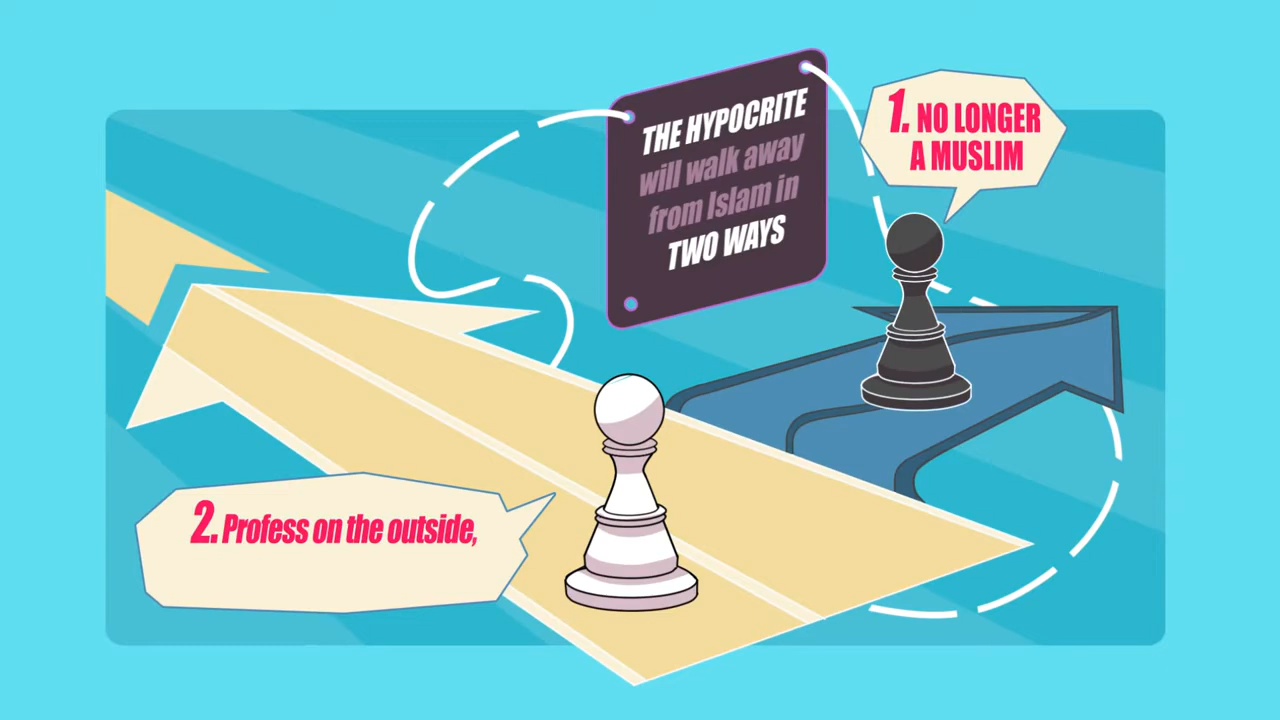 THE HYPOCRITE
will walk away
from Islam in
TWO WAYS
1. NO LONGER
A MUSLIM
2. Profess on the outside,